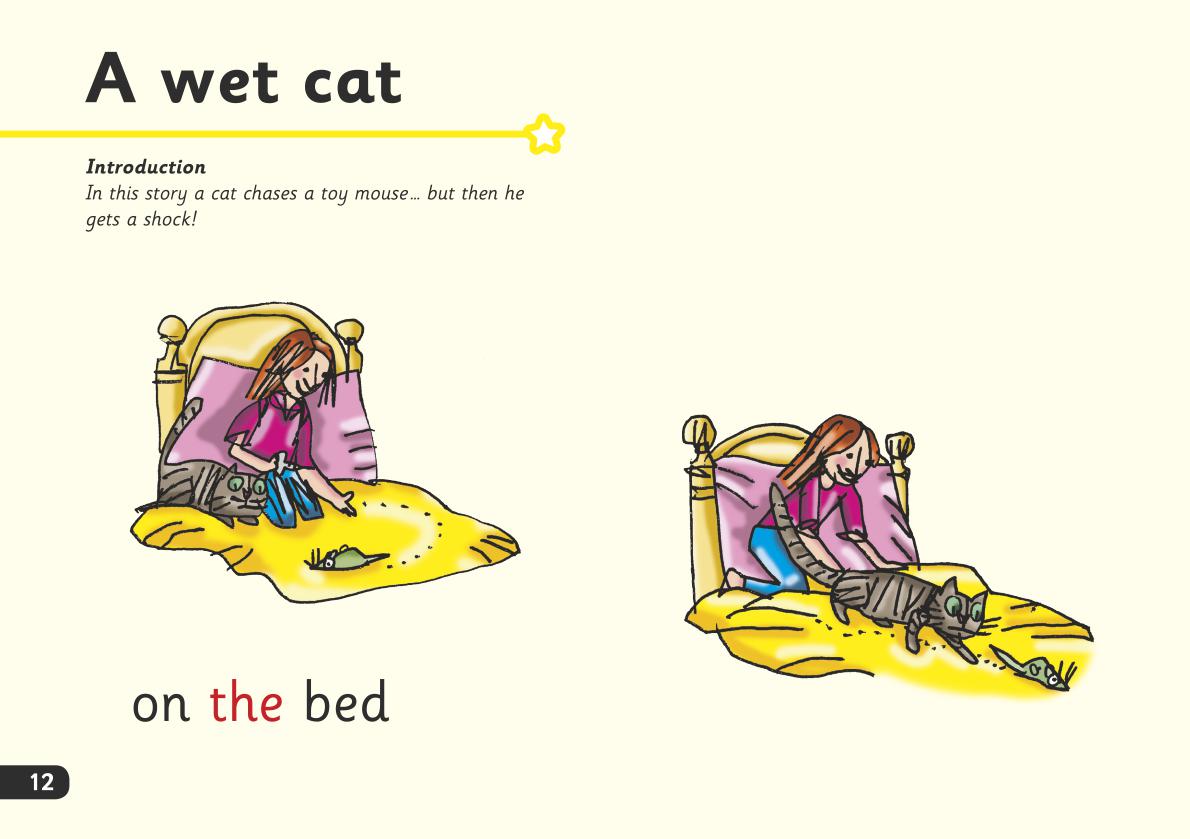 A wet cat
Introduction
In this story a cat chases a toy mouse... but then he
gets a shock!
on the bed
12